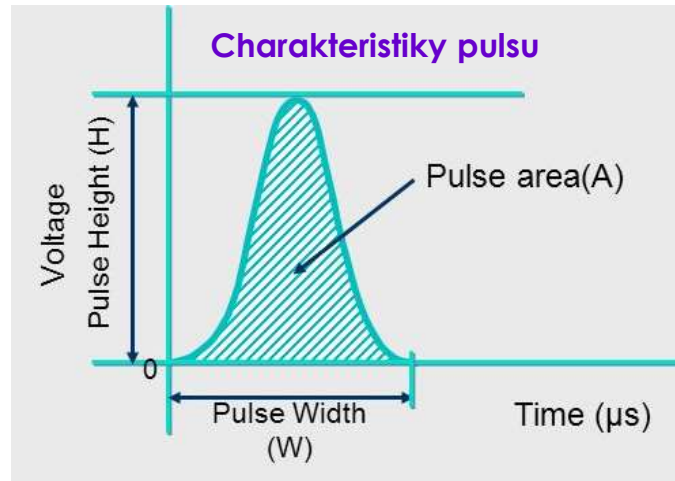 Charakteristiky pulsu
Voltage
Pulse Height (H)
Pulse area(A)
0
Pulse Width
(W)
Time (µs)